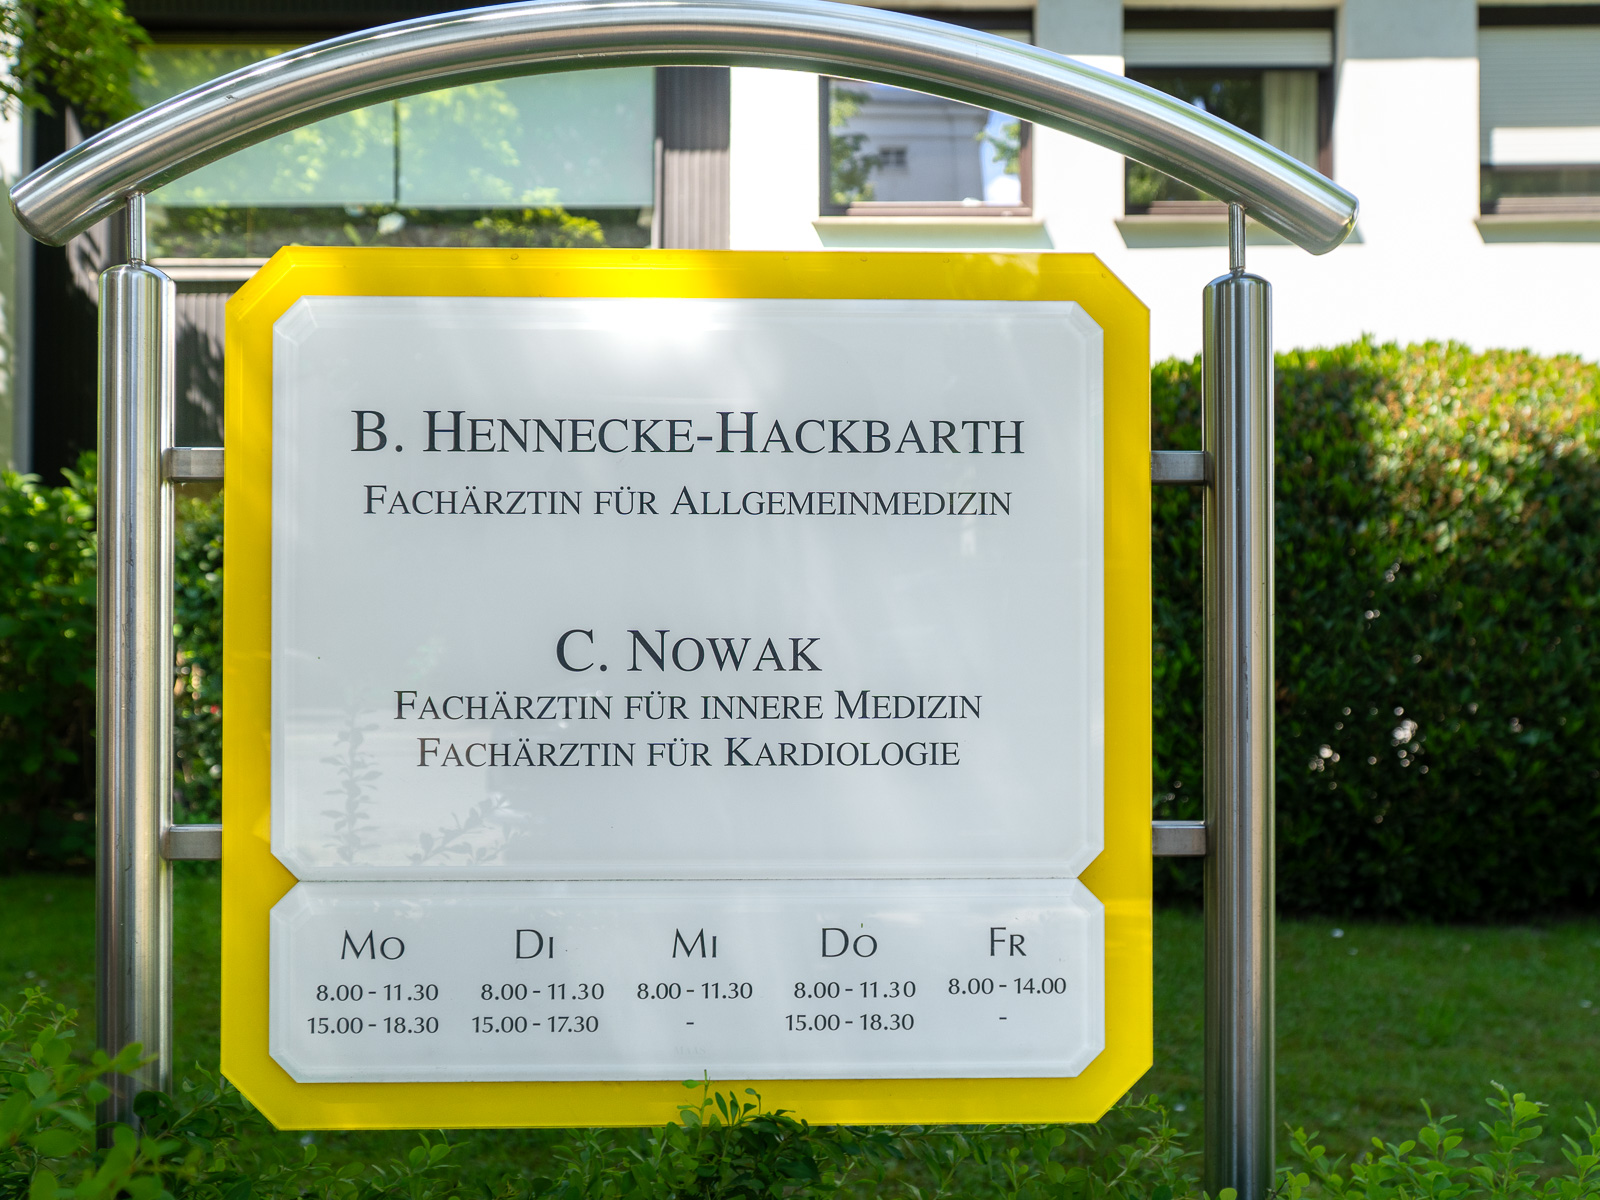 B. HENNECKE-HACKBARTH
FACHÄRZTIN FÜR ALLGEMEINMEDIZIN
C. NOWAK
FACHÄRZTIN FÜR INNERE MEDIZIN
FACHÄRZTIN FÜR KARDIOLOGIE
MO DI MI DO FR
8.00 - 11.30 8.00 - 11.30 8.00 - 11.30 8.00 - 11.30 8.00 - 14.00
15.00 - 18.30 15.00 - 17.30 - 15.00 - 18.30 -